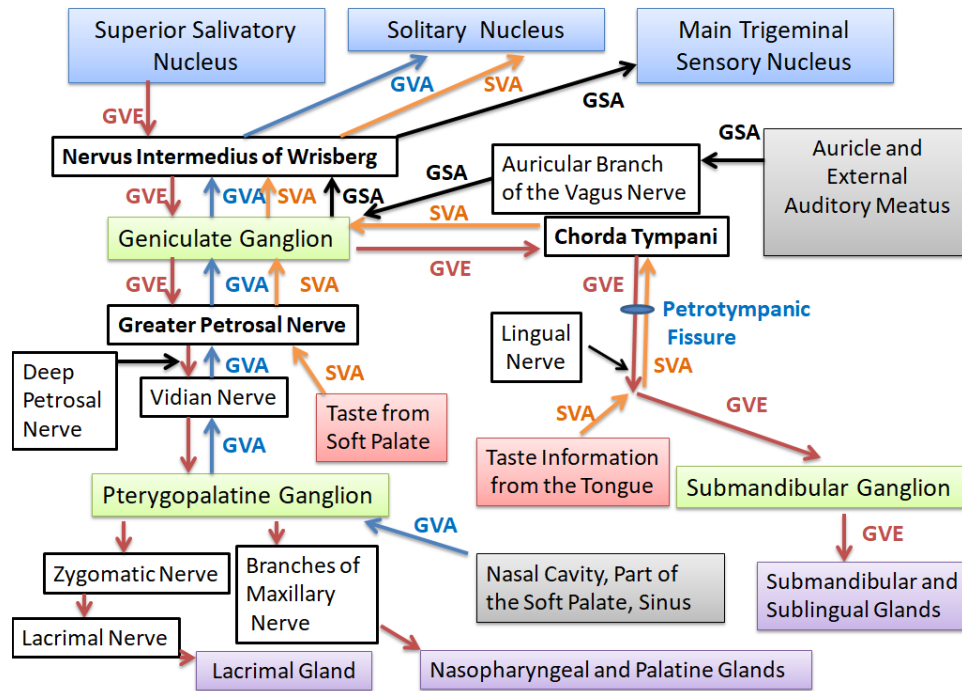 Superior Salivatory
Nucleus
Solitary Nucleus
Main Trigeminal
Sensory Nucleus
GVE
GVA
SVA
GSA
Nervus Intermedius of Wrisberg
Auricular Branch
of the Vagus Nerve
GSA
Auricle and
External
Auditory Meatus
GVE
GVA
SVA
GSA
GSA
SVA
Geniculate Ganglion
Chorda Tympani
GVE
GVE
GVA
SVA
GVE
Greater Petrosal Nerve
Petrotympanic
Fissure
Lingual
Nerve
Deep
Petrosal
Nerve
GVA
SVA
SVA
Vidian Nerve
Taste from
Soft Palate
SVA
GVE
GVA
Taste Information
from the Tongue
Pterygopalatine Ganglion
Submandibular Ganglion
GVA
GVE
Zygomatic Nerve
Branches of
Maxillary
Nerve
Nasal Cavity, Part of
the Soft Palate, Sinus
Submandibular and
Sublingual Glands
Lacrimal Nerve
Lacrimal Gland
Nasopharyngeal and Palatine Glands